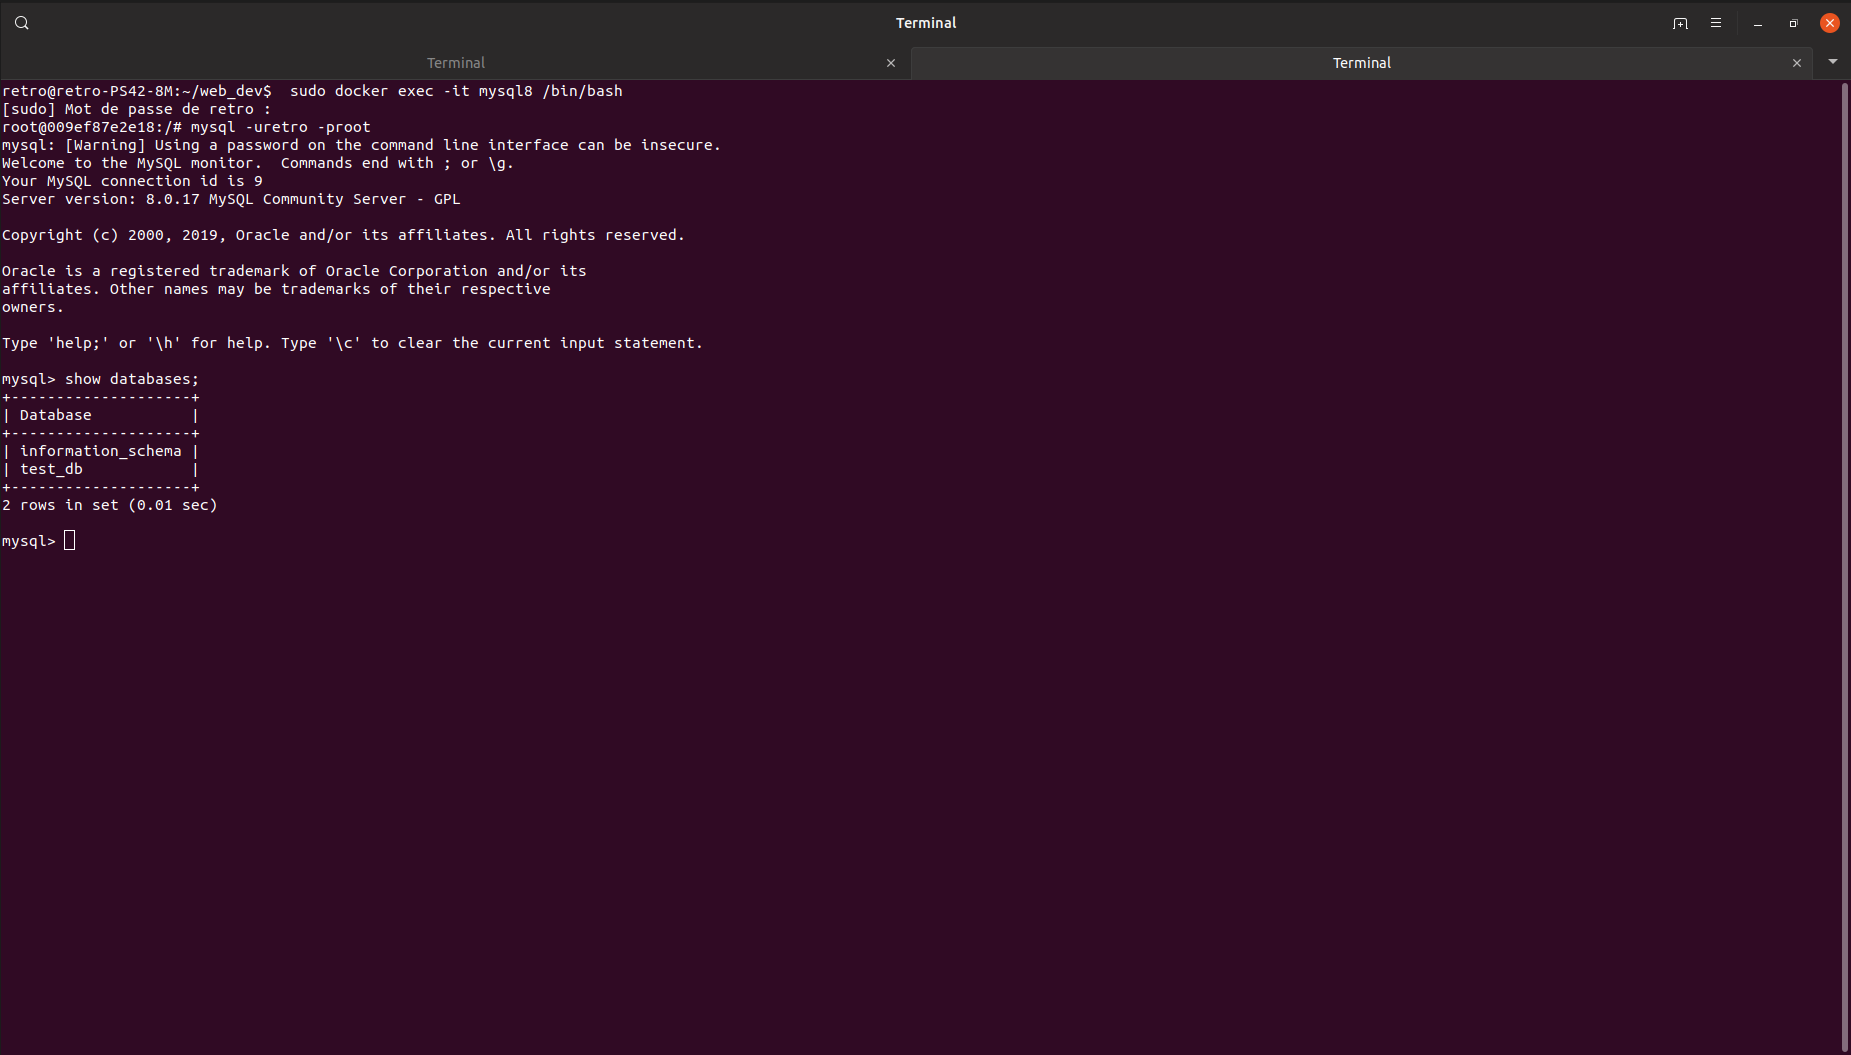 Terminal
Terminal
Terminal
retro@retro-PS42-8M:~/web_dev$  sudo docker exec -it mysql8 /bin/bash
[sudo] Mot de passe de retro :
root@009ef87e2e18:/# mysql -uretro -proot
mysql: [Warning] Using a password on the command line interface can be insecure.
Welcome to the MySQL monitor.  Commands end with ; or \g.
Your MySQL connection id is 9
Server version: 8.0.17 MySQL Community Server - GPL

Copyright (c) 2000, 2019, Oracle and/or its affiliates. All rights reserved.

Oracle is a registered trademark of Oracle Corporation and/or its
affiliates. Other names may be trademarks of their respective
owners.

Type 'help;' or '\h' for help. Type '\c' to clear the current input statement.

mysql> show databases;
+--------------------+
| Database           |
+--------------------+
| information_schema |
| test_db            |
+--------------------+
2 rows in set (0.01 sec)

mysql>